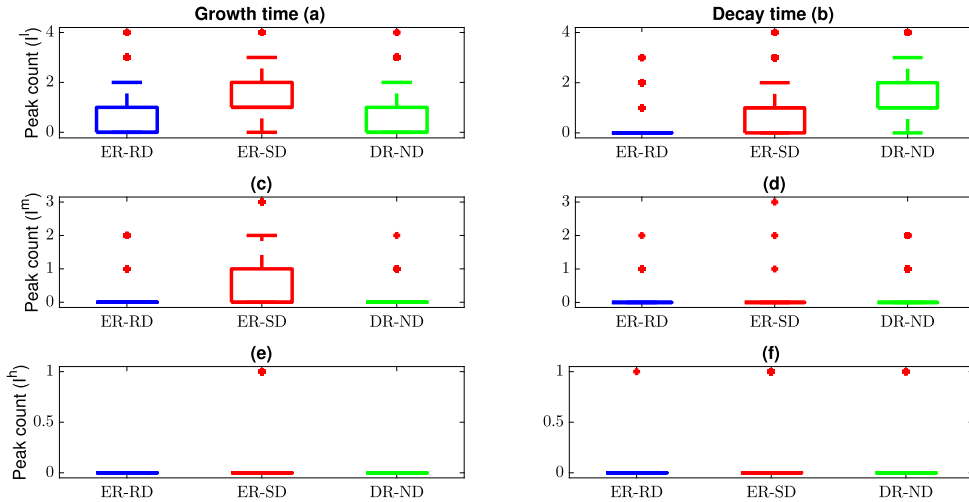 Growth time (a)
Peak count (I^l)
4
2
0
ER-RD ER-SD DR-ND
Decay time (b)
4
2
0
ER-RD ER-SD DR-ND
(c)
Peak count (I^m)
3
2
1
0
ER-RD ER-SD DR-ND
(d)
3
2
1
0
ER-RD ER-SD DR-ND
(e)
Peak count (I^h)
1
0.5
0
ER-RD ER-SD DR-ND
(f)
1
0.5
0
ER-RD ER-SD DR-ND